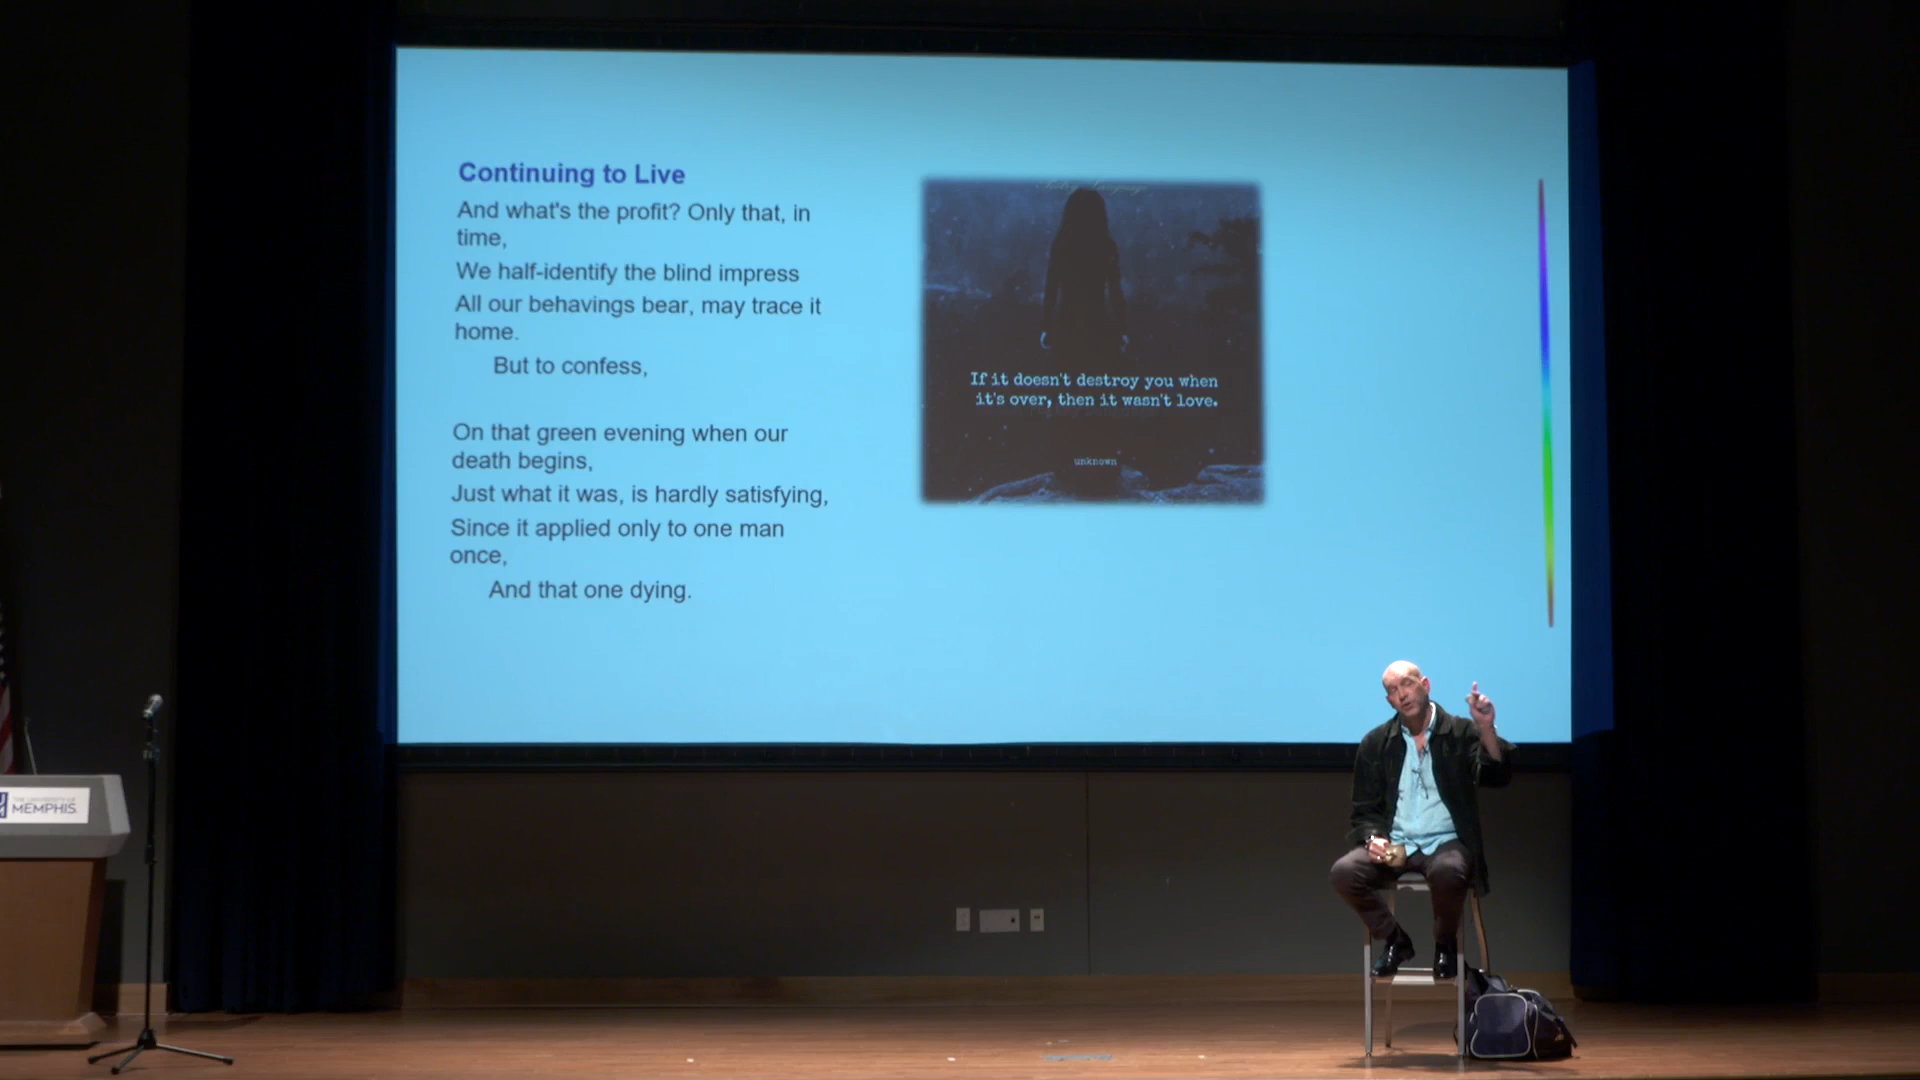 Continuing to Live
And what's the profit? Only that, in
time,
We half-identify the blind impress
All our behavings bear, may trace it
home.
But to confess,
On that green evening when our
death begins,
Just what it was, is hardly satisfying,
Since it applied only to one man
once,
And that one dying.
If it doesn't destroy you when
it's over, then it wasn't love.
unknown
THE UNIVERSITY OF
MEMPHIS